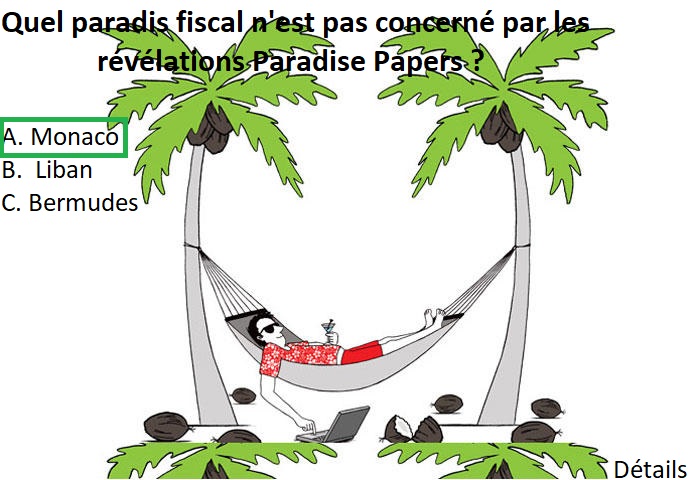 Quel paradis fiscal n'est pas concerné par les
révélations Paradise Papers ?
A. Monaco
B. Liban
C. Bermudes
Détails